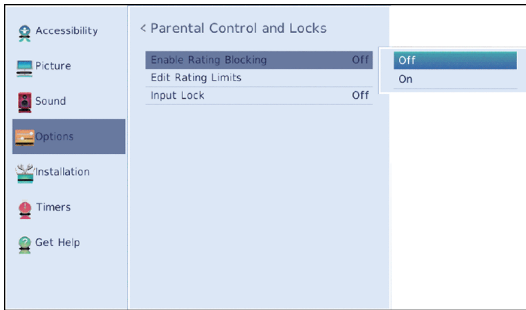 Accessibility
Picture
Sound
Options
Installation
Timers
Get Help
< Parental Control and Locks
Enable Rating Blocking Off
Edit Rating Limits
Input Lock Off
Off
On